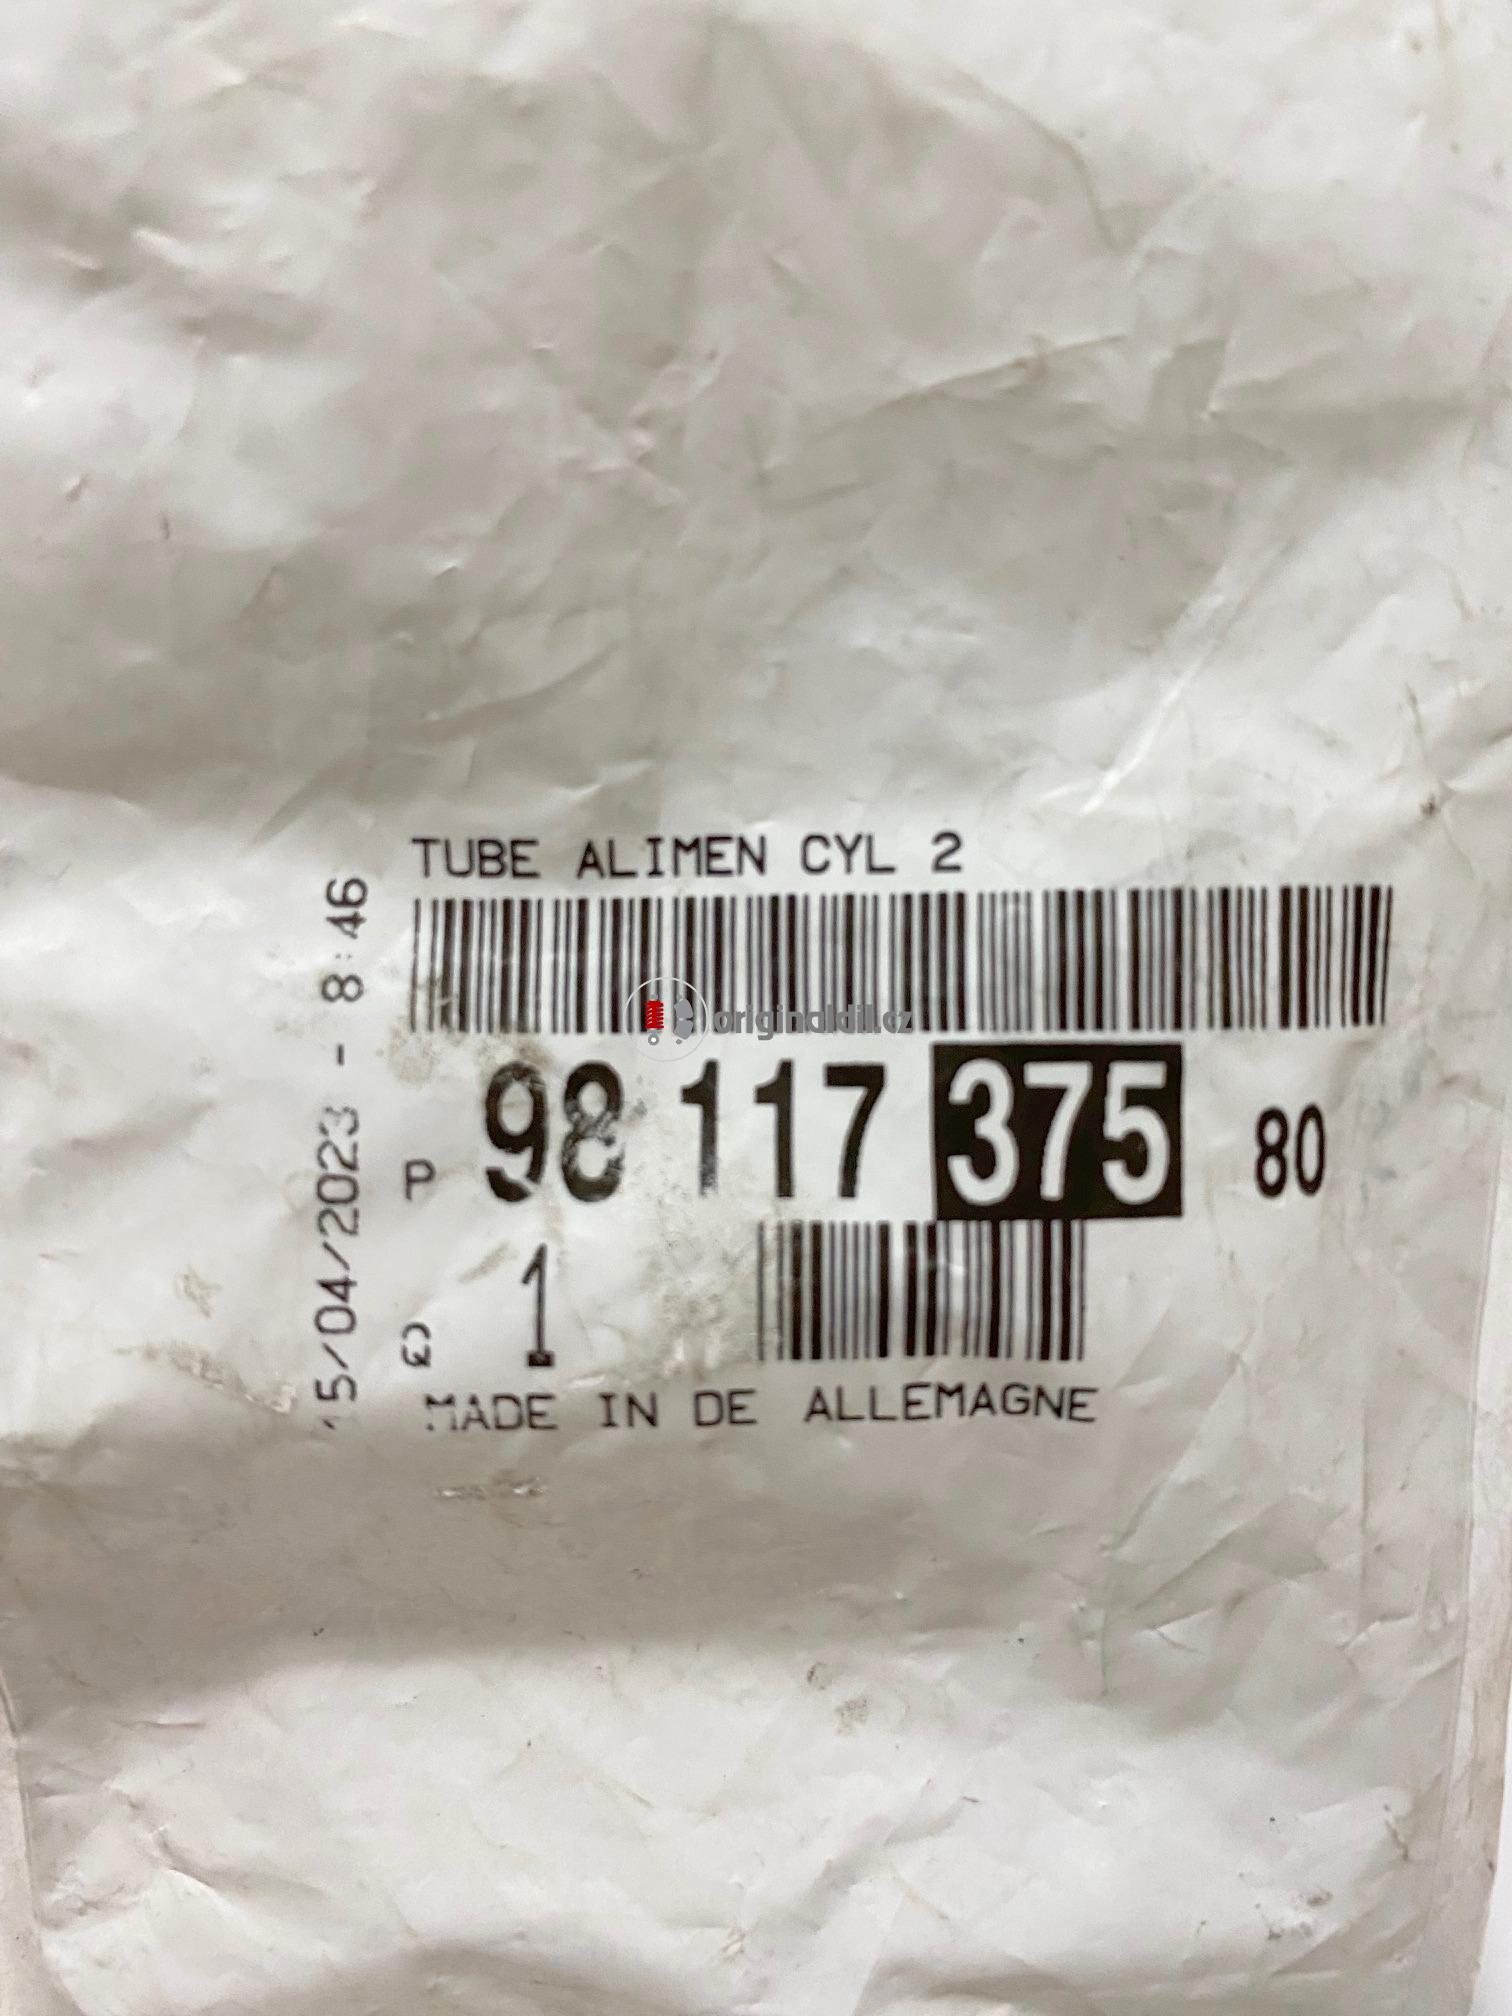 TUBE ALIMEN CYL 2
originaldil.cz
P 98 117 375 80
1
MADE IN DE ALLEMAGNE
5/04/2023 - 8:46